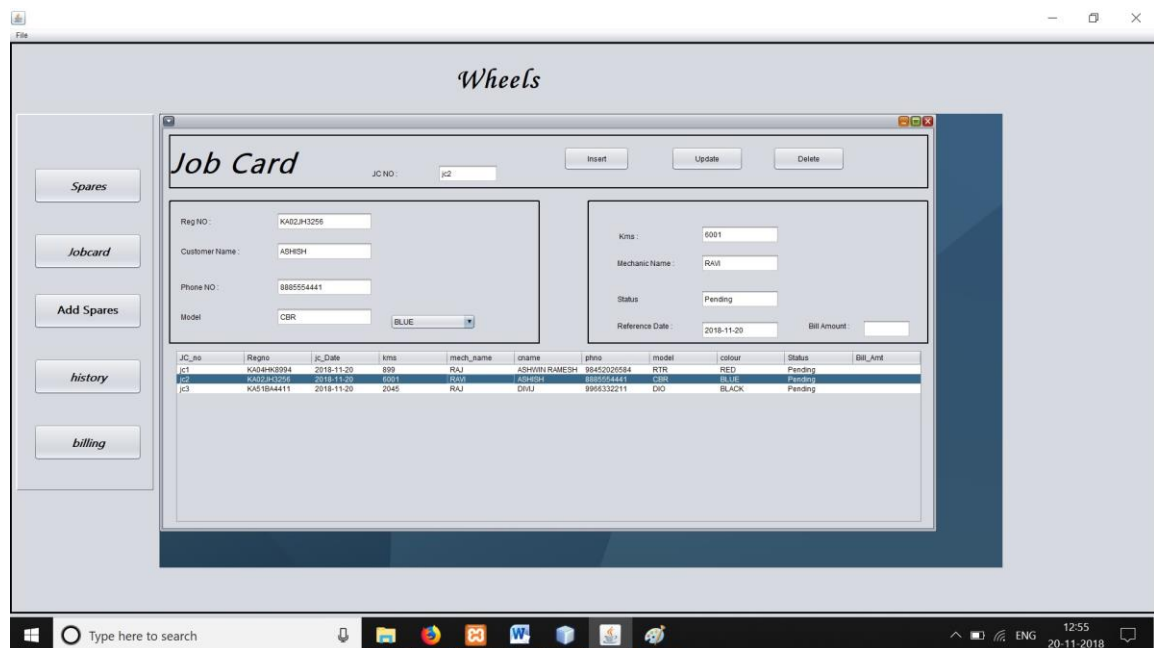 File
Wheels
Spares
Jobcard
Add Spares
history
billing
Job Card
JC NO :
jc2
Insert
Update
Delete
Reg NO :
KA02JH3256
Customer Name :
ASHISH
Phone NO :
8885554441
Model
CBR
BLUE
Kms :
6001
Mechanic Name :
RAVI
Status
Pending
Reference Date :
2018-11-20
Bill Amount :
JC_no Regno jc_Date kms mech_name cname phno model colour Status Bill_Amt
jc1 KA04HK8994 2018-11-20 899 RAJ ASHWIN RAMESH 98452026584 RTR RED Pending
jc2 KA02JH3256 2018-11-20 6001 RAVI ASHISH 8885554441 CBR BLUE Pending
jc3 KA51BA4411 2018-11-20 2045 RAJ DIVIJ 9966332211 DIO BLACK Pending
Type here to search
ENG
12:55
20-11-2018